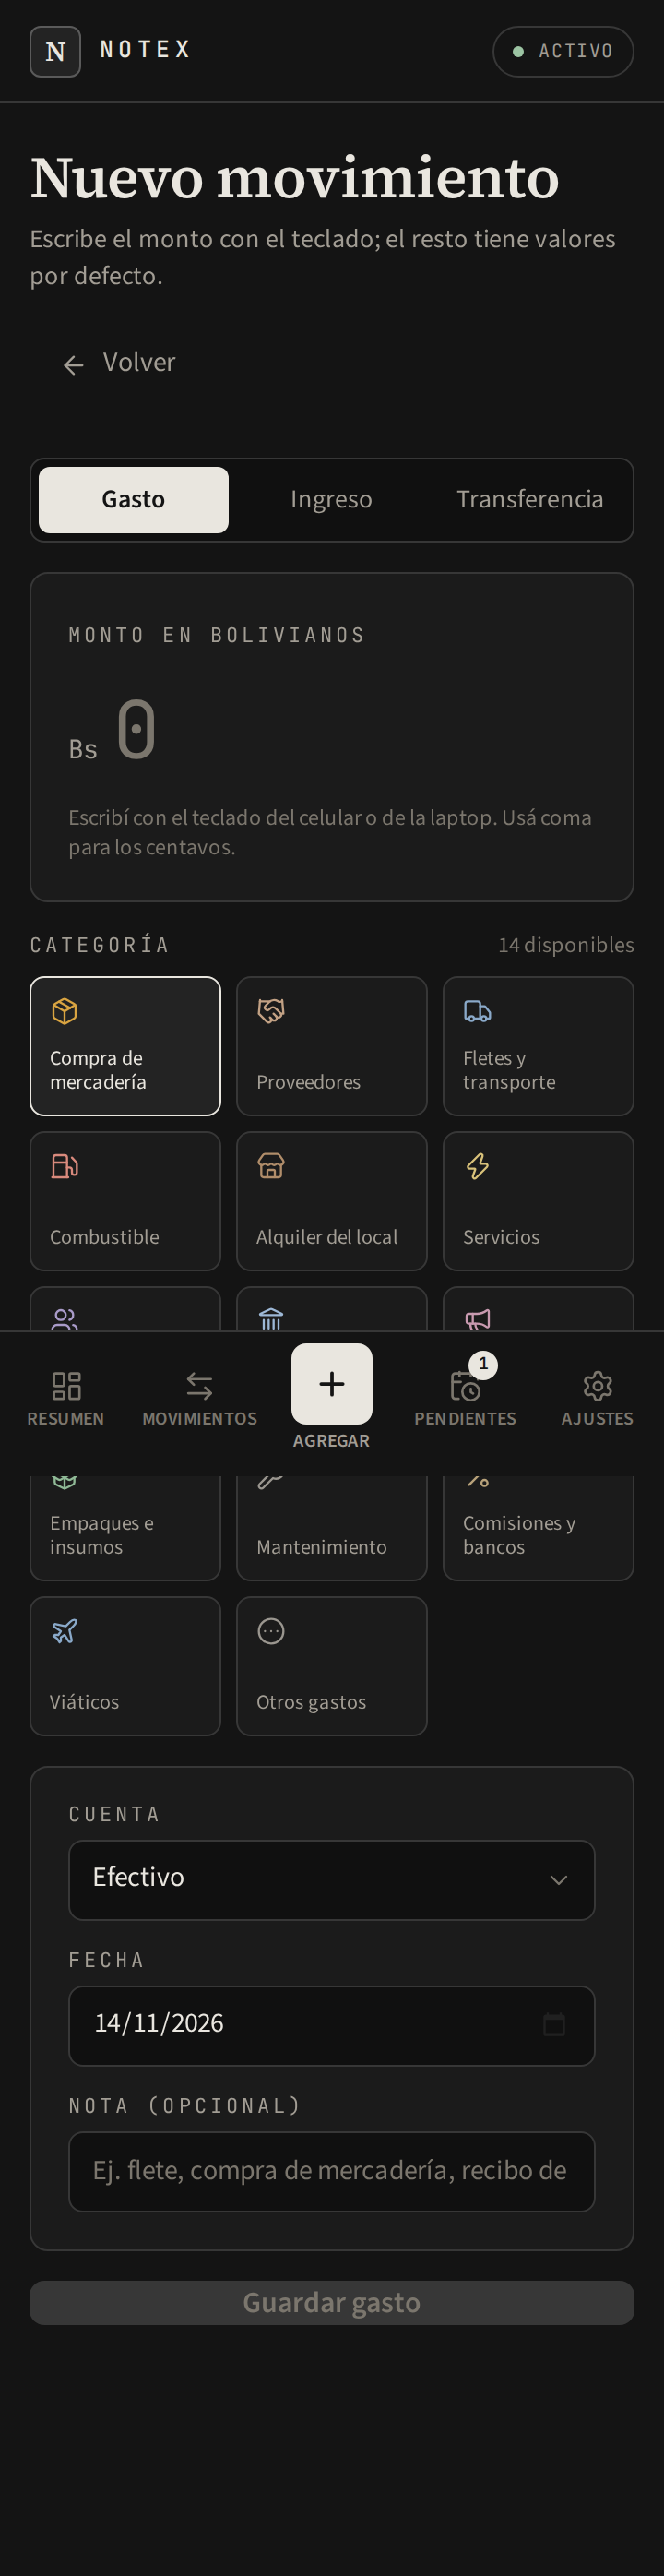 N NOTEX
ACTIVO
Nuevo movimiento
Escribe el monto con el teclado; el resto tiene valores
por defecto.
Volver
Gasto Ingreso Transferencia
MONTO EN BOLIVIANOS
Bs 0
Escribí con el teclado del celular o de la laptop. Usá coma
para los centavos.
CATEGORÍA 14 disponibles
Compra de
mercadería
Proveedores
Fletes y
transporte
Combustible
Alquiler del local
Servicios
1
RESUMEN MOVIMIENTOS PENDIENTES AJUSTES
AGREGAR
Empaques e
insumos
Mantenimiento
Comisiones y
bancos
Viáticos
Otros gastos
CUENTA
Efectivo
FECHA
14/11/2026
NOTA (OPCIONAL)
Ej. flete, compra de mercadería, recibo de
Guardar gasto